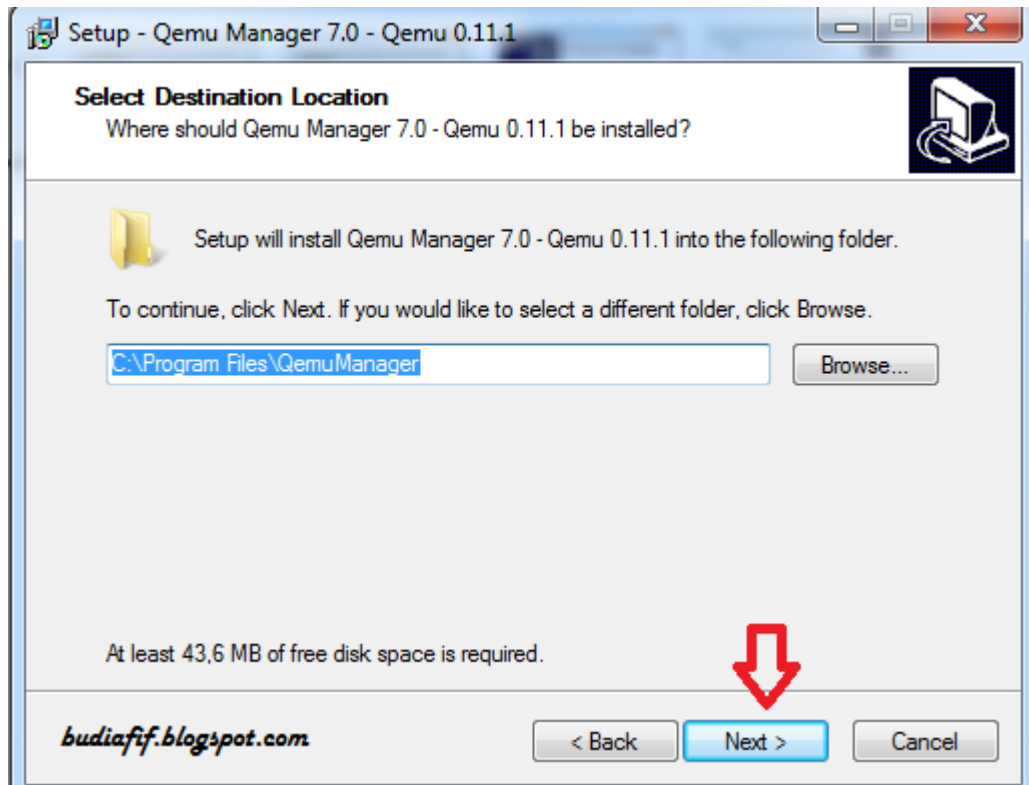 Setup - Qemu Manager 7.0 - Qemu 0.11.1
Select Destination Location
Where should Qemu Manager 7.0 - Qemu 0.11.1 be installed?
Setup will install Qemu Manager 7.0 - Qemu 0.11.1 into the following folder.
To continue, click Next. If you would like to select a different folder, click Browse.
C:\Program Files\QemuManager
Browse...
At least 43,6 MB of free disk space is required.
budiafif.blogspot.com
< Back
Next >
Cancel